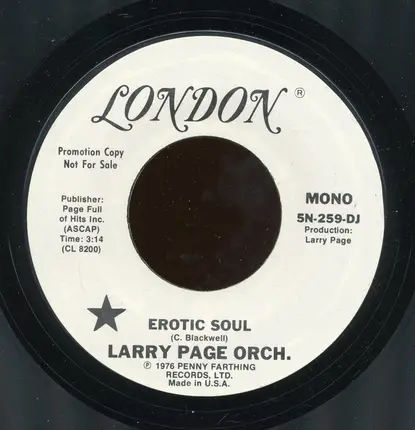 LONDON ®
Promotion Copy
Not For Sale
Publisher:
Page Full
of Hits Inc.
(ASCAP)
Time: 3:14
(CL 8200)
MONO
5N-259-DJ
Production:
Larry Page
EROTIC SOUL
(C. Blackwell)
LARRY PAGE ORCH.
℗ 1976 PENNY FARTHING
RECORDS, LTD.
Made in U.S.A.